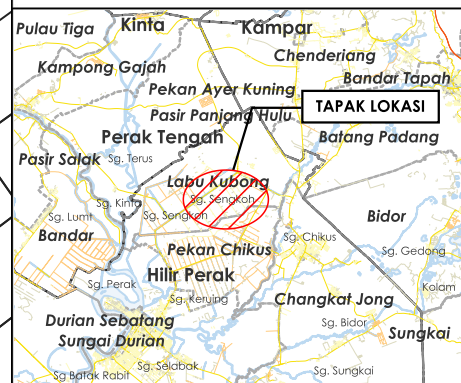 Pulau Tiga
Kinta
Kampar
Chenderiang
Kampong Gajah
Bandar Tapah
Pekan Ayer Kuning
TAPAK LOKASI
Pasir Panjang Hulu
Perak Tengah
Batang Padang
Pasir Salak
Sg. Terus
Labu Kubong
Sg. Sengkoh
Sg. Kinta
Sg. Lumt
Sg. Sengkoh
Bidor
Bandar
Sg. Chikus
Pekan Chikus
Sg. Gedong
Hilir Perak
Sg. Perak
Kolam
Sg. Keruing
Changkat Jong
Durian Sebatang
Sg. Bidor
Sungai Durian
Sungkai
Sg. Selabak
Sg Batak Rabit
Sg. Sungkai